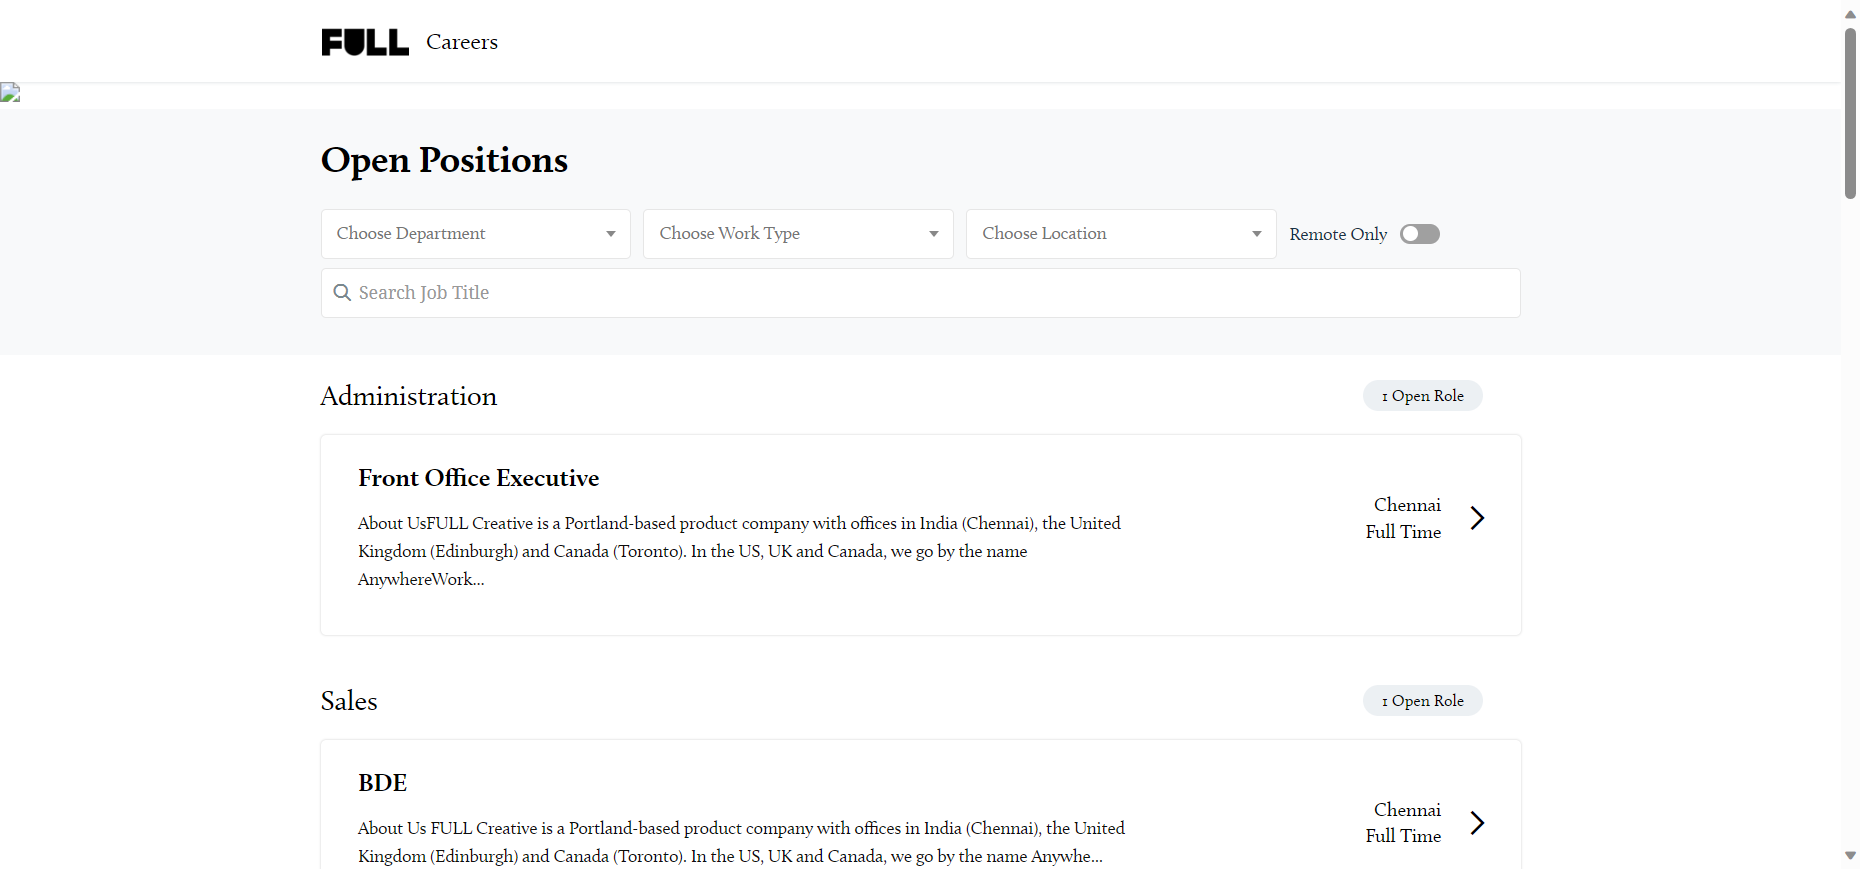 FULL Careers
Open Positions
Choose Department Choose Work Type Choose Location Remote Only
Search Job Title
Administration 1 Open Role
Front Office Executive
About UsFULL Creative is a Portland-based product company with offices in India (Chennai), the United
Kingdom (Edinburgh) and Canada (Toronto). In the US, UK and Canada, we go by the name
AnywhereWork...
Chennai
Full Time
Sales 1 Open Role
BDE
About Us FULL Creative is a Portland-based product company with offices in India (Chennai), the United
Kingdom (Edinburgh) and Canada (Toronto). In the US, UK and Canada, we go by the name Anywhe...
Chennai
Full Time